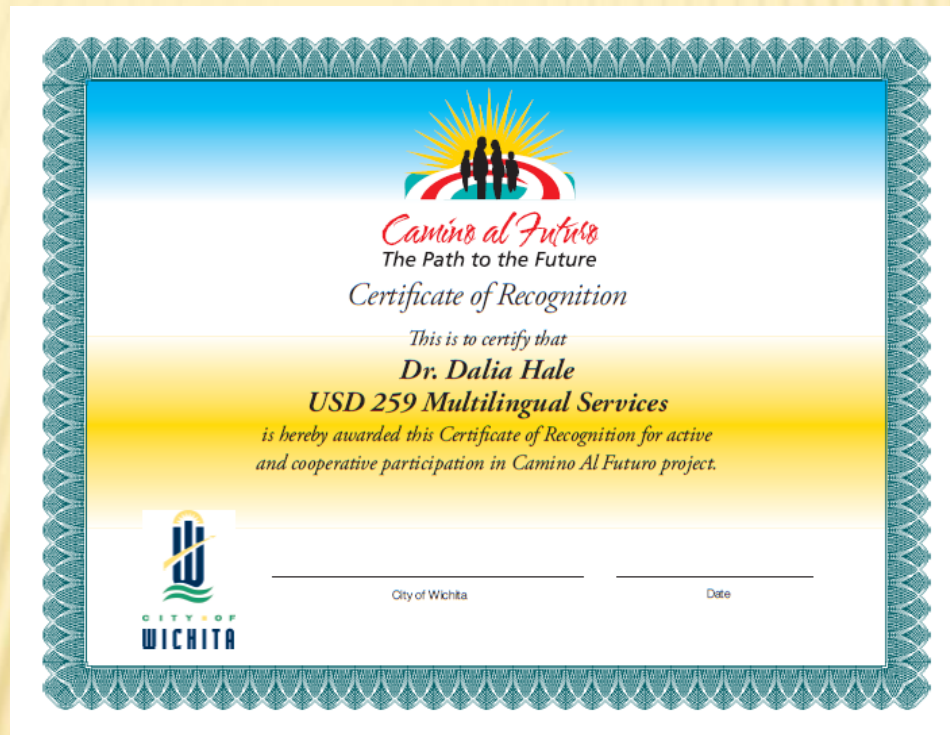 Camino al Futuro
The Path to the Future
Certificate of Recognition
This is to certify that
Dr. Dalia Hale
USD 259 Multilingual Services
is hereby awarded this Certificate of Recognition for active
and cooperative participation in Camino Al Futuro project.
City of Wichita
Date
CITY OF
WICHITA